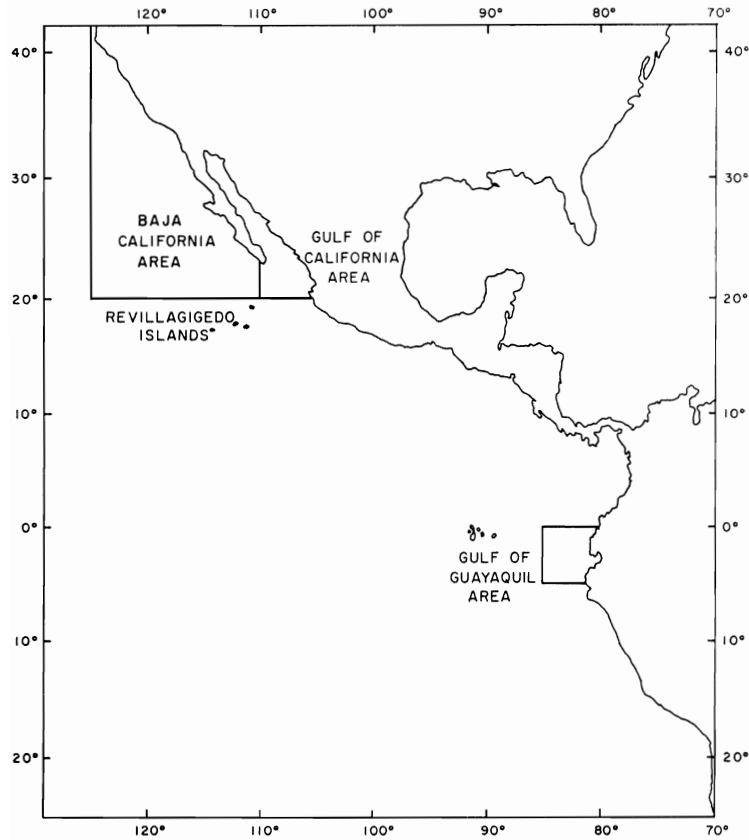 120° 110° 100° 90° 80° 70°
40° 40°
30° 30°
BAJA
CALIFORNIA
AREA
GULF OF
CALIFORNIA
AREA
20° 20°
REVILLAGIGEDO
ISLANDS
10° 10°
0° 0°
GULF OF
GUAYAQUIL
AREA
10° 10°
20° 20°
120° 110° 100° 90° 80° 70°